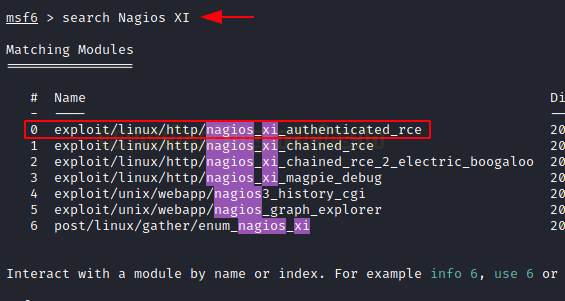 msf6 > search Nagios XI
Matching Modules
================
# Name Di
- ---- --
0 exploit/linux/http/nagios_xi_authenticated_rce 20
1 exploit/linux/http/nagios_xi_chained_rce 20
2 exploit/linux/http/nagios_xi_chained_rce_2_electric_boogaloo 20
3 exploit/linux/http/nagios_xi_magpie_debug 20
4 exploit/unix/webapp/nagios3_history_cgi 20
5 exploit/unix/webapp/nagios_graph_explorer 20
6 post/linux/gather/enum_nagios_xi 20
Interact with a module by name or index. For example info 6, use 6 or